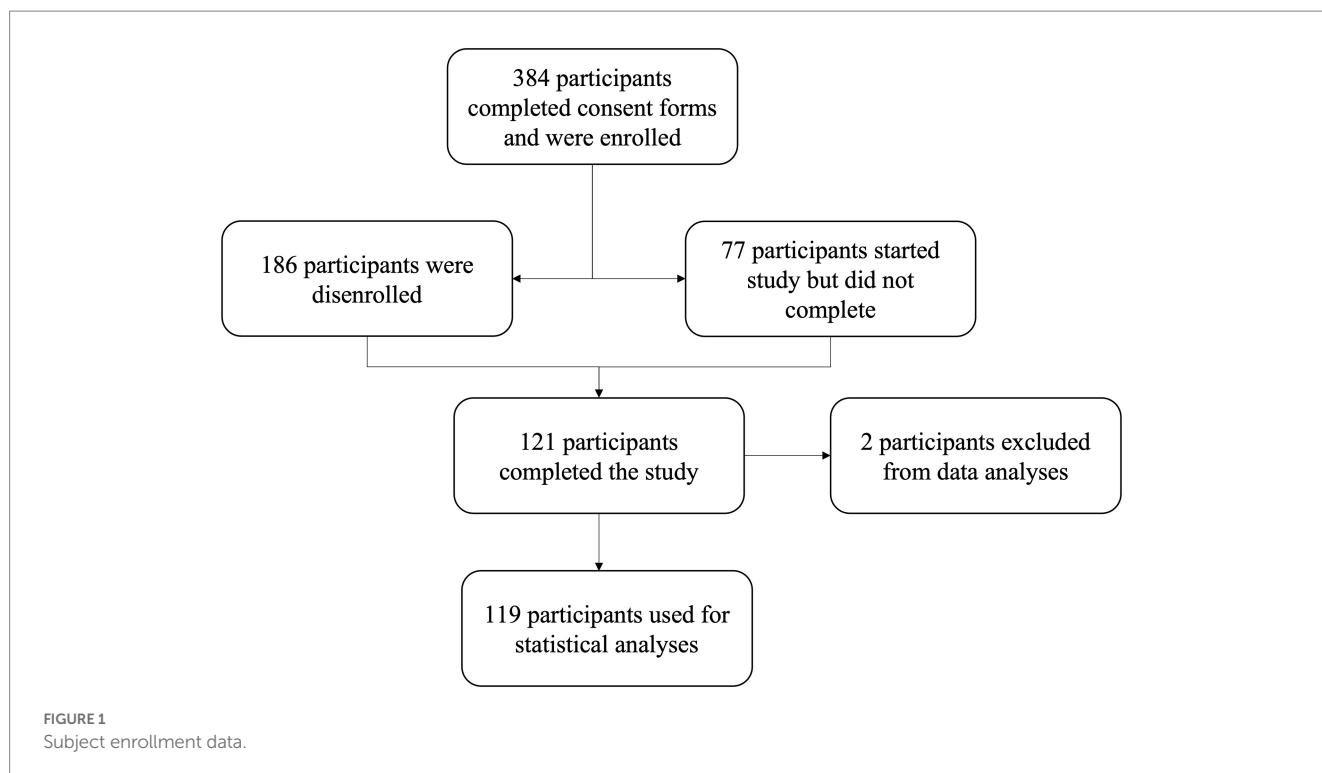 384 participants
completed consent forms
and were enrolled
186 participants were
disenrolled
77 participants started
study but did not
complete
121 participants
completed the study
2 participants excluded
from data analyses
119 participants used for
statistical analyses
FIGURE 1
Subject enrollment data.